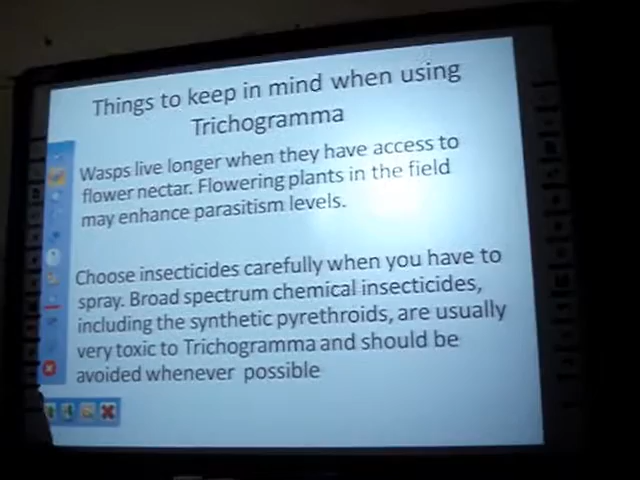 Things to keep in mind when using
Trichogramma
Wasps live longer when they have access to
flower nectar. Flowering plants in the field
may enhance parasitism levels.
Choose insecticides carefully when you have to
spray. Broad spectrum chemical insecticides,
including the synthetic pyrethroids, are usually
very toxic to Trichogramma and should be
avoided whenever possible